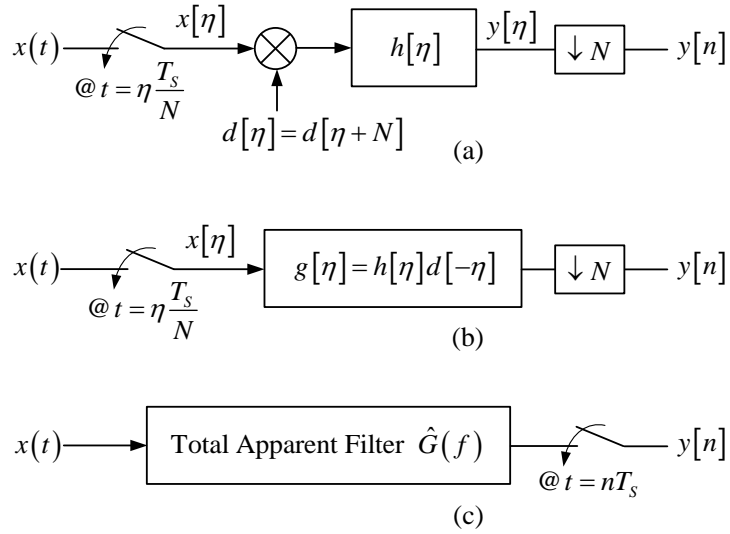 x(t) x[η] h[η] y[η] ↓ N y[n]
@ t = η T_S/N
d[η] = d[η + N]
(a)
x(t) x[η] g[η] = h[η]d[−η] ↓ N y[n]
@ t = η T_S/N
(b)
x(t) Total Apparent Filter Ĝ(f) y[n]
@ t = nT_S
(c)